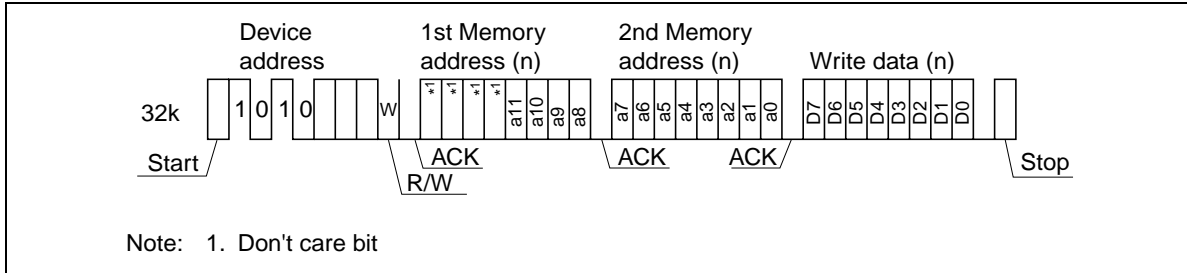 Device address
1st Memory address (n)
2nd Memory address (n)
Write data (n)
32k
1 0 1 0
W
*1 *1 *1 *1 a11 a10 a9 a8
a7 a6 a5 a4 a3 a2 a1 a0
D7 D6 D5 D4 D3 D2 D1 D0
Start
R/W
ACK
ACK
ACK
Stop
Note: 1. Don't care bit